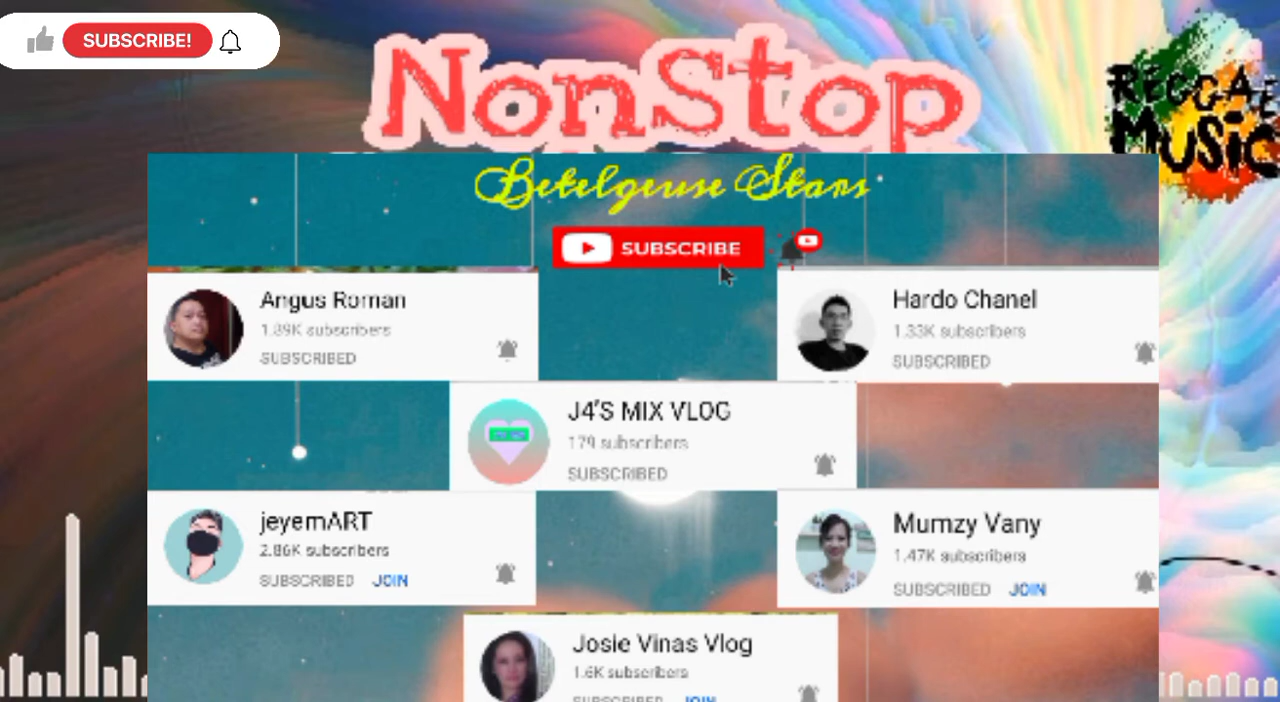 SUBSCRIBE!
NonStop
REGGAE
MUSIC
Betelgeuse Stars
SUBSCRIBE
Angus Roman
1.89K subscribers
SUBSCRIBED
Hardo Chanel
1.33K subscribers
SUBSCRIBED
J4'S MIX VLOG
179 subscribers
SUBSCRIBED
jeyemART
2.86K subscribers
SUBSCRIBED JOIN
Mumzy Vany
1.47K subscribers
SUBSCRIBED JOIN
Josie Vinas Vlog
1.6K subscribers
SUBSCRIBED JOIN